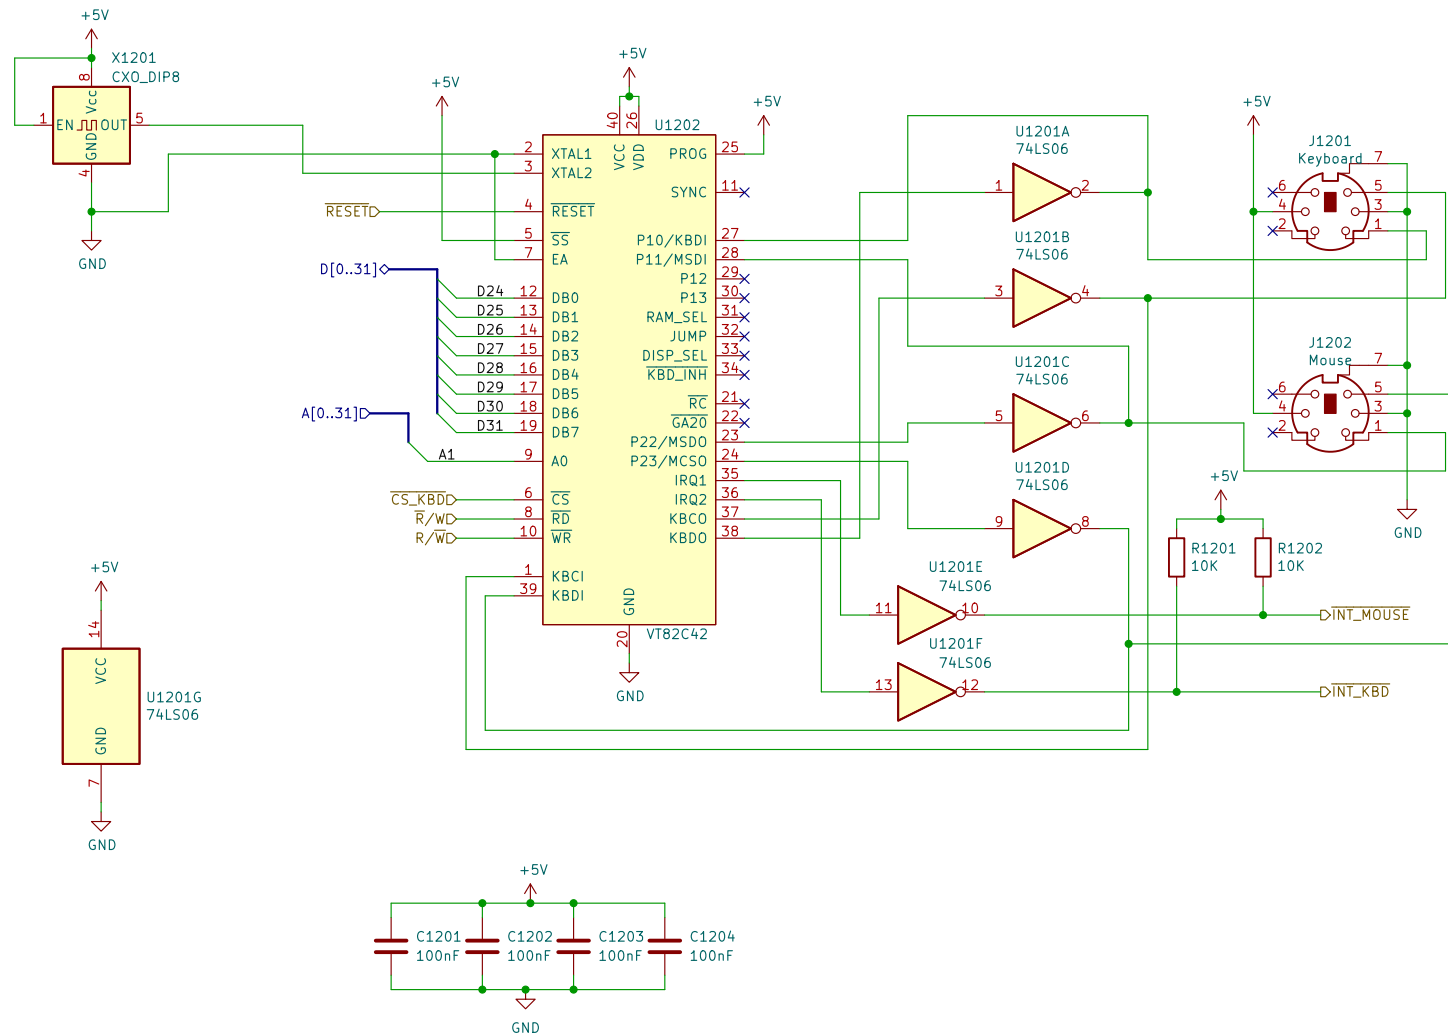 +5V
X1201
CXO_DIP8
8
Vcc
1
EN
OUT
5
GND
4
GND
+5V
+5V
40
26
U1202
VCC
VDD
2
XTAL1
3
XTAL2
RESET
4
RESET
5
SS
7
EA
D[0..31]
D24
12
DB0
D25
13
DB1
D26
14
DB2
D27
15
DB3
D28
16
DB4
D29
17
DB5
D30
18
DB6
D31
19
DB7
A[0..31]
A1
9
A0
CS_KBD
6
CS
R/W
8
RD
R/W
10
WR
1
KBCI
39
KBDI
GND
20
GND
VT82C42
PROG
25
+5V
SYNC
11
P10/KBDI
27
P11/MSDI
28
P12
29
P13
30
RAM_SEL
31
JUMP
32
DISP_SEL
33
KBD_INH
34
RC
21
GA20
22
P22/MSDO
23
P23/MCSO
24
IRQ1
35
IRQ2
36
KBCO
37
KBDO
38
U1201A
74LS06
1
2
U1201B
74LS06
3
4
U1201C
74LS06
5
6
U1201D
74LS06
9
8
U1201E
74LS06
11
10
U1201F
74LS06
13
12
+5V
J1201
Keyboard
7
6
5
4
3
2
1
J1202
Mouse
7
6
5
4
3
2
1
GND
+5V
R1201
10K
R1202
10K
INT_MOUSE
INT_KBD
+5V
14
VCC
U1201G
74LS06
GND
7
GND
+5V
C1201
100nF
C1202
100nF
C1203
100nF
C1204
100nF
GND